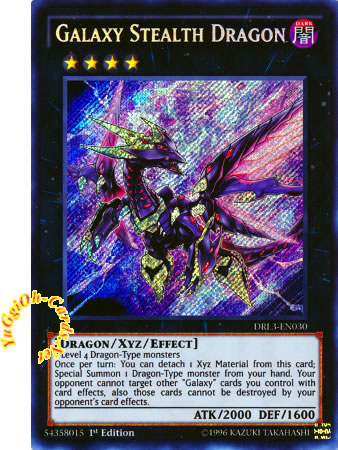 GALAXY STEALTH DRAGON
DARK
闇
DRL3-EN030
[DRAGON/XYZ/EFFECT]
Level 4 Dragon-Type monsters
Once per turn: You can detach 1 Xyz Material from this card;
Special Summon 1 Dragon-Type monster from your hand. Your
opponent cannot target other "Galaxy" cards you control with
card effects, also those cards cannot be destroyed by your
opponent's card effects.
ATK/2000 DEF/1600
54358015 1st Edition
©1996 KAZUKI TAKAHASHI